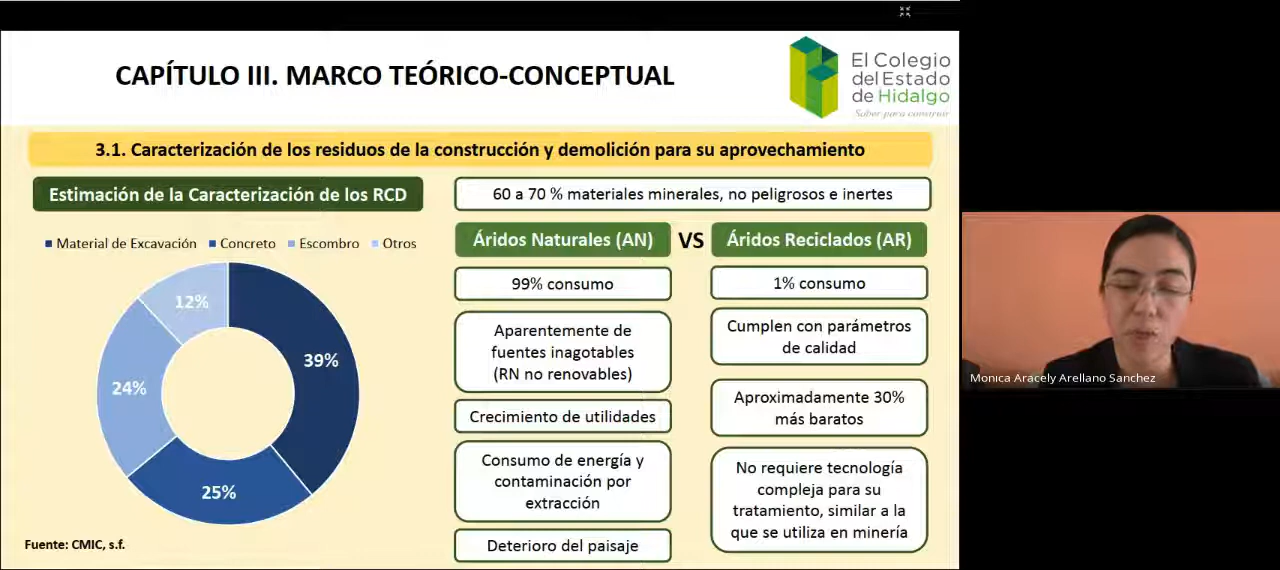 CAPÍTULO III. MARCO TEÓRICO-CONCEPTUAL
El Colegio
del Estado
de Hidalgo
Saber para construir
3.1. Caracterización de los residuos de la construcción y demolición para su aprovechamiento
Estimación de la Caracterización de los RCD
Material de Excavación Concreto Escombro Otros
12%
39%
24%
25%
Fuente: CMIC, s.f.
60 a 70 % materiales minerales, no peligrosos e inertes
Áridos Naturales (AN) VS Áridos Reciclados (AR)
99% consumo
Aparentemente de
fuentes inagotables
(RN no renovables)
Crecimiento de utilidades
Consumo de energía y
contaminación por
extracción
Deterioro del paisaje
1% consumo
Cumplen con parámetros
de calidad
Aproximadamente 30%
más baratos
No requiere tecnología
compleja para su
tratamiento, similar a la
que se utiliza en minería
Monica Aracely Arellano Sanchez